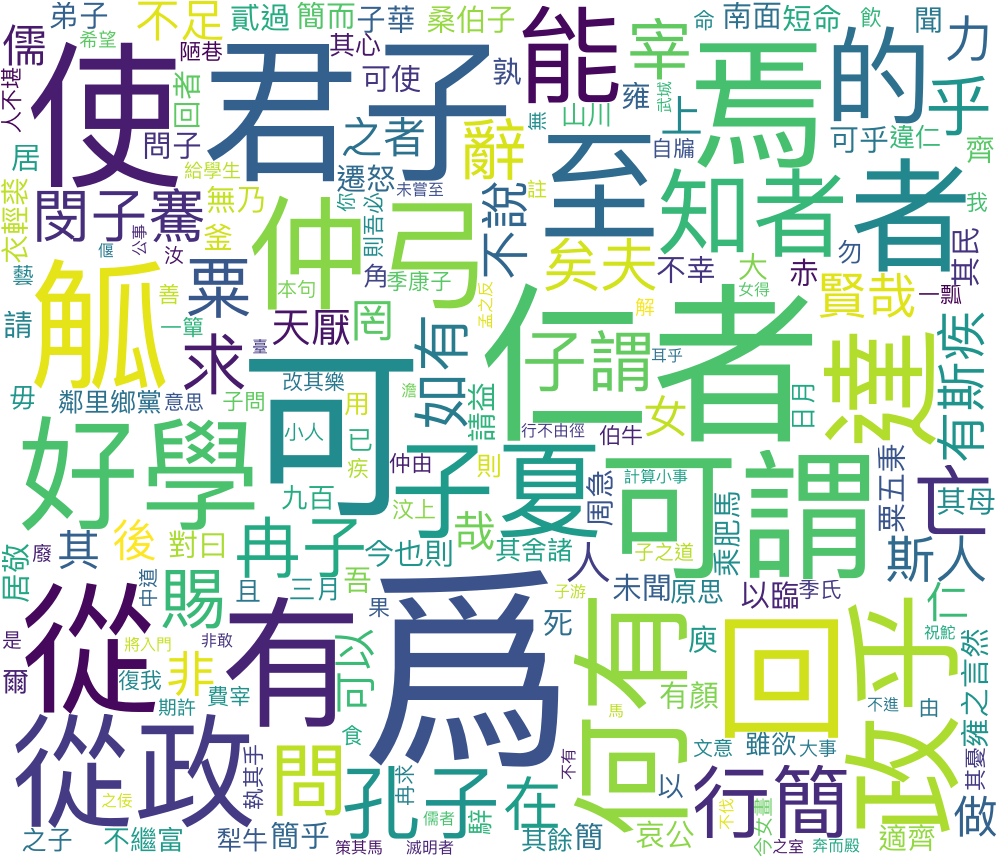 弟子
不足
貳過
簡而
子華
桑伯子
能
宰
焉
的
南面
短命
命
飲
聞
力
儒
希望
陋巷
其心
可使
孰
使
君子
回者
之者
辭
至
雍
無
山川
上
武城
可乎
乎
人不堪
居
問子
遷怒
自牖
違仁
齊
給學生
未嘗至
註
衣輕裘
閔子騫
無乃
你
則吾必
不說
知者
者
我
公事
偃
汝
釜
仲弓
角
季康子
矣夫
不幸
大
勿
赤
其民
藝
善
觚
粟
本句
孟之反
女得
賢哉
一瓢
請
一簞
天厭
罔
如有
仁者
仔謂
解
達
有斯疾
求
臺
耳乎
毋
鄰里鄉黨
意思
改其樂
澹
請益
女
日月
子問
用
小人
已
行不由徑
伯牛
好學
可
疾
仲由
子夏
則
計算小事
可謂
亡
其母
九百
汶上
周急
乘肥馬
粟五秉
後
其
對曰
冉子
今也則
哉
其舍諸
人
子之道
斯人
居敬
廢
中道
賜
且
三月
吾
未聞
原思
以臨
季氏
仁
從
有
爲
果
死
子游
何有
回
政乎
祝鮀
是
將入門
非敢
爾
非
復我
期許
費宰
可以
庾
有顏
雍之言然
不進
由
從政
問
食
馬
文意
雖欲
大事
其憂
執其手
孔子
冉求
在
不有
以
行簡
做
之佞
儒者
騂
不伐
今女畫
之子
不繼富
犁牛
簡乎
策其馬
滅明者
其餘
簡
哀公
之室
奔而殿
適齊